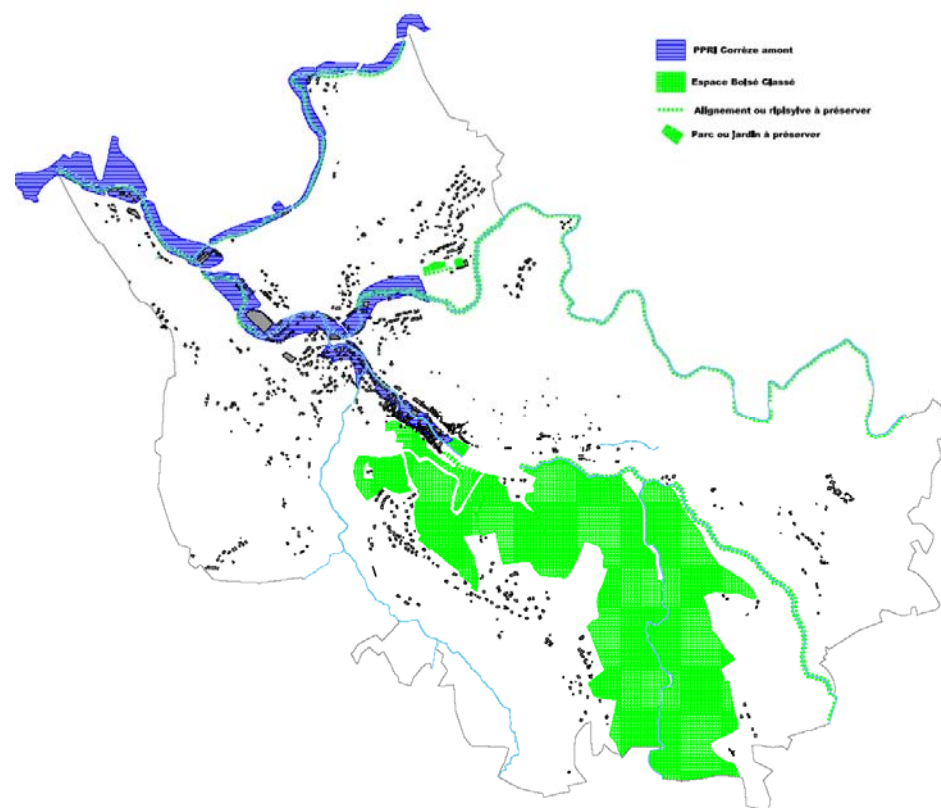 PPRI Corrèze amont
Espace Boisé Classé
Alignement ou ripisylve à préserver
Parc ou jardin à préserver